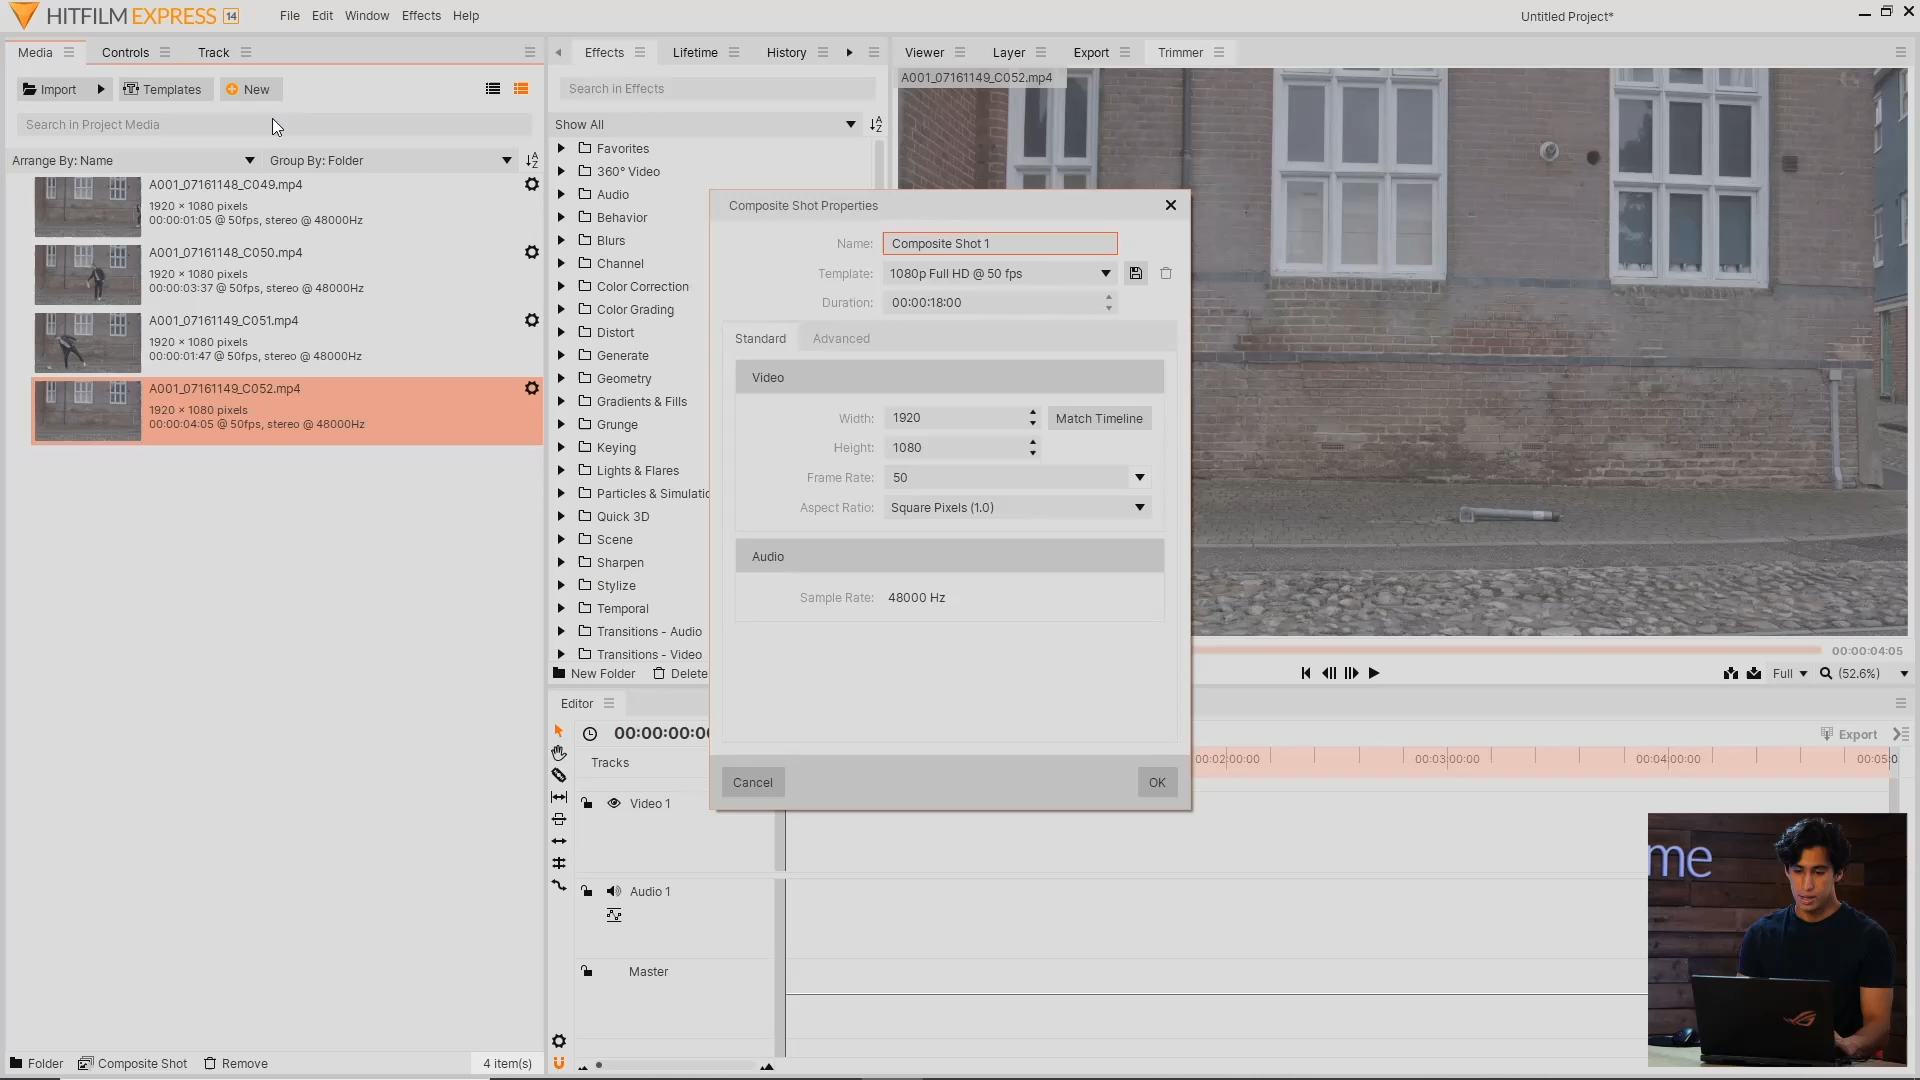 HITFILM EXPRESS 14
File Edit Window Effects Help
Untitled Project*
Media
Controls
Track
Import
Templates
New
Search in Project Media
Arrange By: Name
Group By: Folder
A001_07161148_C049.mp4
1920 × 1080 pixels
00:00:01:05 @ 50fps, stereo @ 48000Hz
A001_07161148_C050.mp4
1920 × 1080 pixels
00:00:03:37 @ 50fps, stereo @ 48000Hz
A001_07161149_C051.mp4
1920 × 1080 pixels
00:00:01:47 @ 50fps, stereo @ 48000Hz
A001_07161149_C052.mp4
1920 × 1080 pixels
00:00:04:05 @ 50fps, stereo @ 48000Hz
Folder
Composite Shot
Remove
4 item(s)
Effects
Lifetime
History
Search in Effects
Show All
Favorites
360° Video
Audio
Behavior
Blurs
Channel
Color Correction
Color Grading
Distort
Generate
Geometry
Gradients & Fills
Grunge
Keying
Lights & Flares
Particles & Simulatio
Quick 3D
Scene
Sharpen
Stylize
Temporal
Transitions - Audio
Transitions - Video
New Folder
Delete
Viewer
Layer
Export
Trimmer
A001_07161149_C052.mp4
00:00:04:05
Full
(52.6%)
Composite Shot Properties
Name: Composite Shot 1
Template: 1080p Full HD @ 50 fps
Duration: 00:00:18:00
Standard
Advanced
Video
Width: 1920
Match Timeline
Height: 1080
Frame Rate: 50
Aspect Ratio: Square Pixels (1.0)
Audio
Sample Rate: 48000 Hz
Cancel
OK
Editor
00:00:00:0
Export
Tracks
00:02:00:00
00:03:00:00
00:04:00:00
00:05:0
Video 1
Audio 1
Master
me